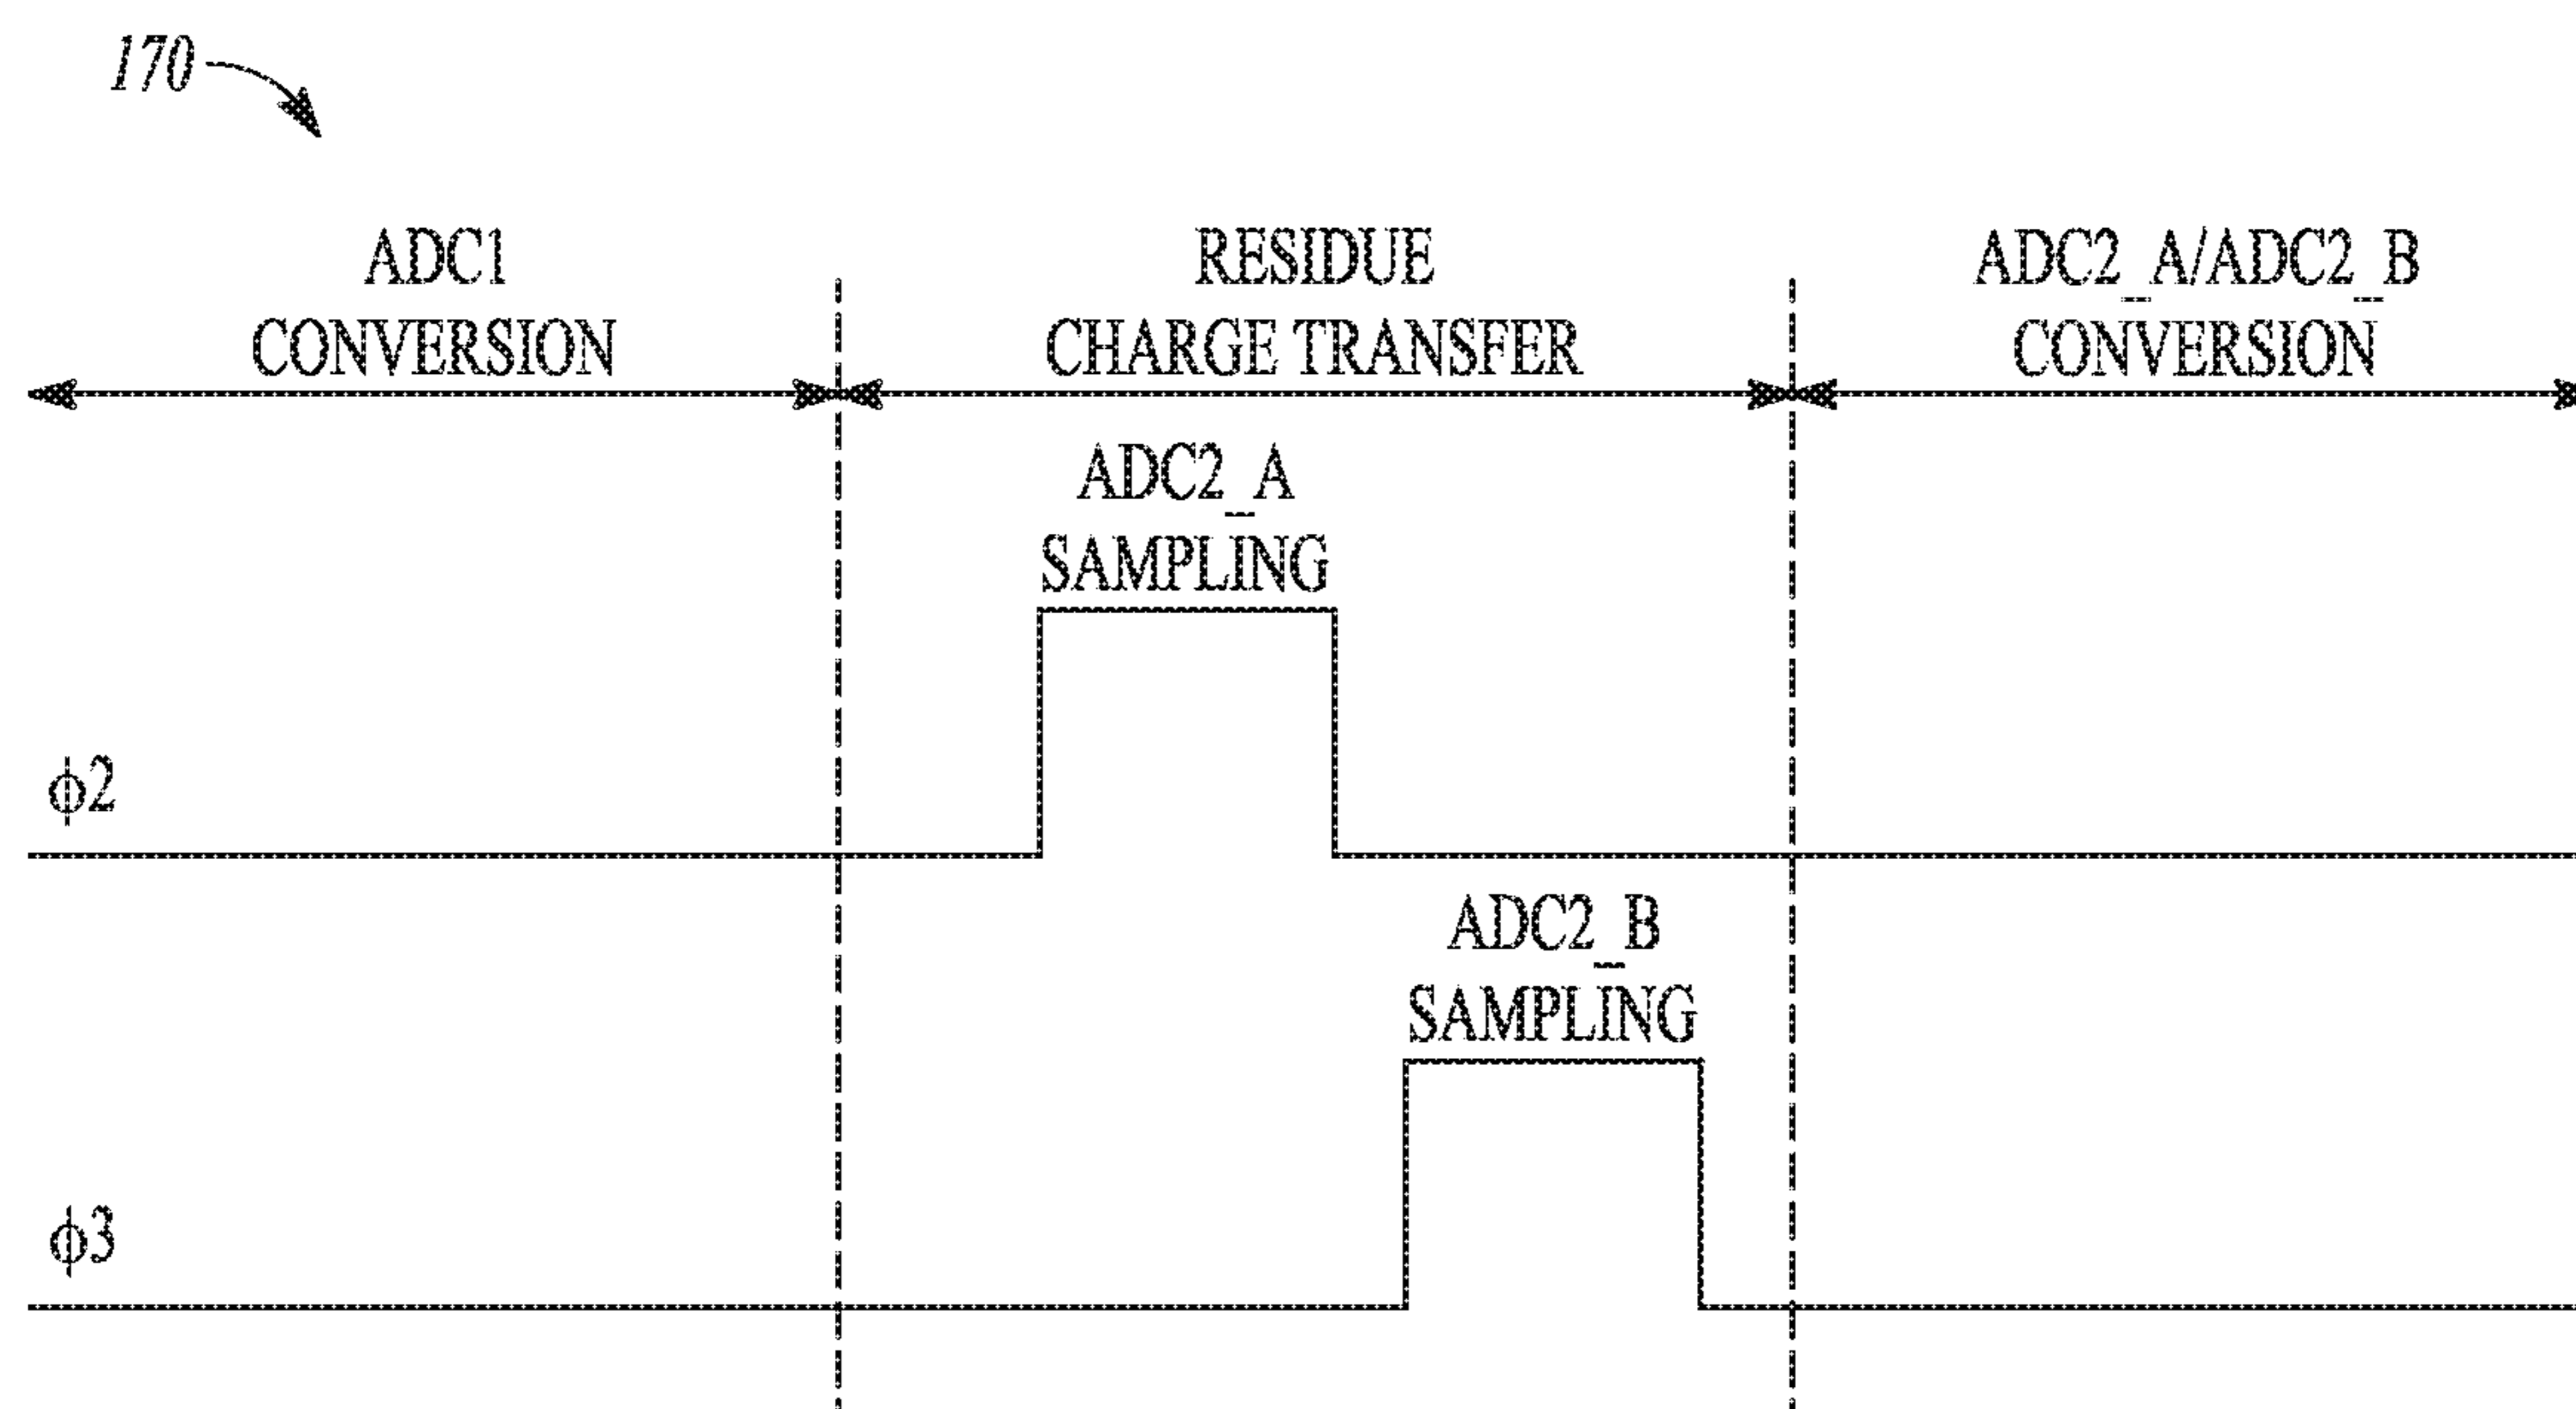 170
ADC1
CONVERSION
RESIDUE
CHARGE TRANSFER
ADC2_A/ADC2_B
CONVERSION
ADC2_A
SAMPLING
ϕ2
ADC2_B
SAMPLING
ϕ3